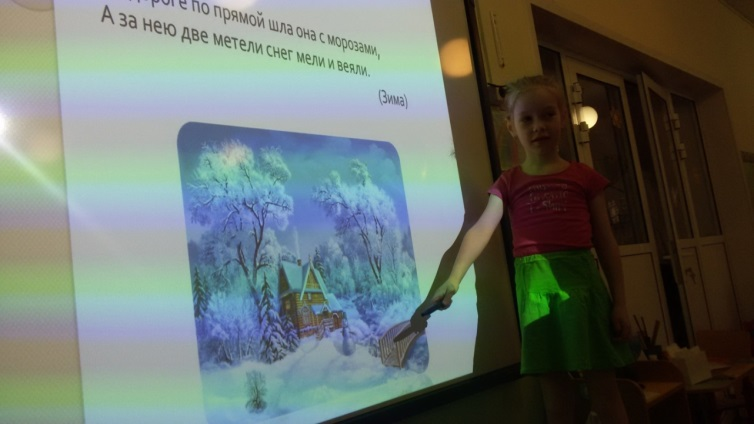 по прямой шла она с морозами,
А за нею две метели снег мели и веяли.
(Зима)